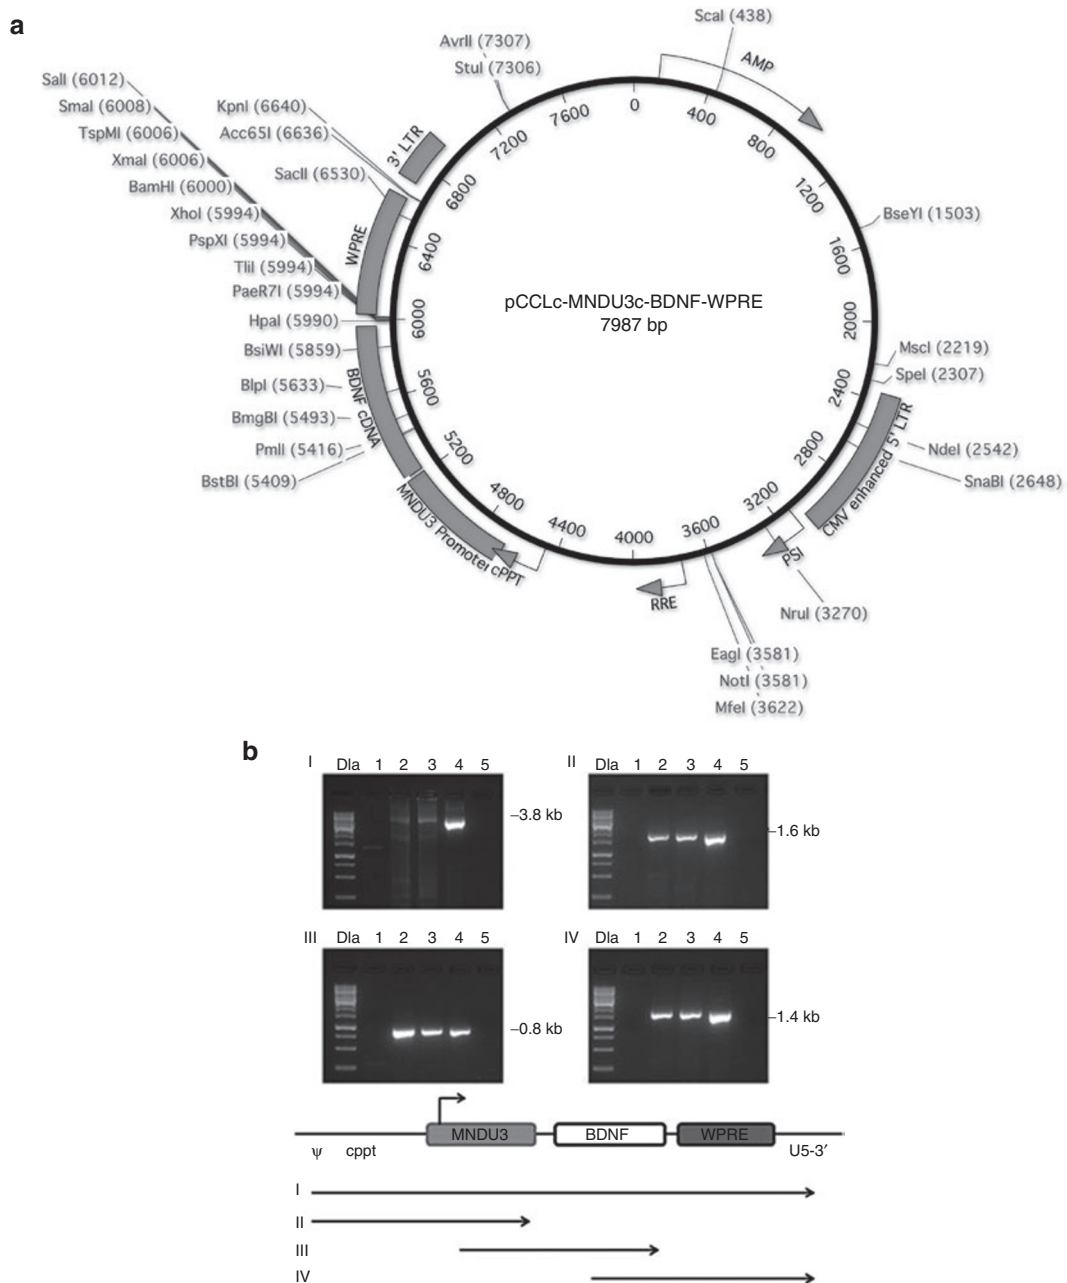 a
ScaI (438)
AMP
AvrII (7307)
StuI (7306)
SalI (6012)
SmaI (6008)
TspMI (6006)
XmaI (6006)
BamHI (6000)
XhoI (5994)
PspXI (5994)
TliI (5994)
PaeR7I (5994)
HpaI (5990)
BsiWI (5859)
BlpI (5633)
BmgBI (5493)
PmlI (5416)
BstBI (5409)
KpnI (6640)
Acc65I (6636)
SacII (6530)
3' LTR
WPRE
BDNF cDNA
MNDU3 Promoter
cPPT
0
400
800
1200
1600
2000
2400
2800
3200
3600
4000
4400
4800
5200
5600
6000
6400
6800
7200
7600
pCCLc-MNDU3c-BDNF-WPRE
7987 bp
BseYI (1503)
MscI (2219)
SpeI (2307)
NdeI (2542)
SnaBI (2648)
CMV enhanced 5' LTR
PSI
NruI (3270)
RRE
EagI (3581)
NotI (3581)
MfeI (3622)
b
I Dla 1 2 3 4 5
–3.8 kb
II Dla 1 2 3 4 5
–1.6 kb
III Dla 1 2 3 4 5
–0.8 kb
IV Dla 1 2 3 4 5
–1.4 kb
MNDU3 BDNF WPRE
ψ cppt U5-3′
I
II
III
IV